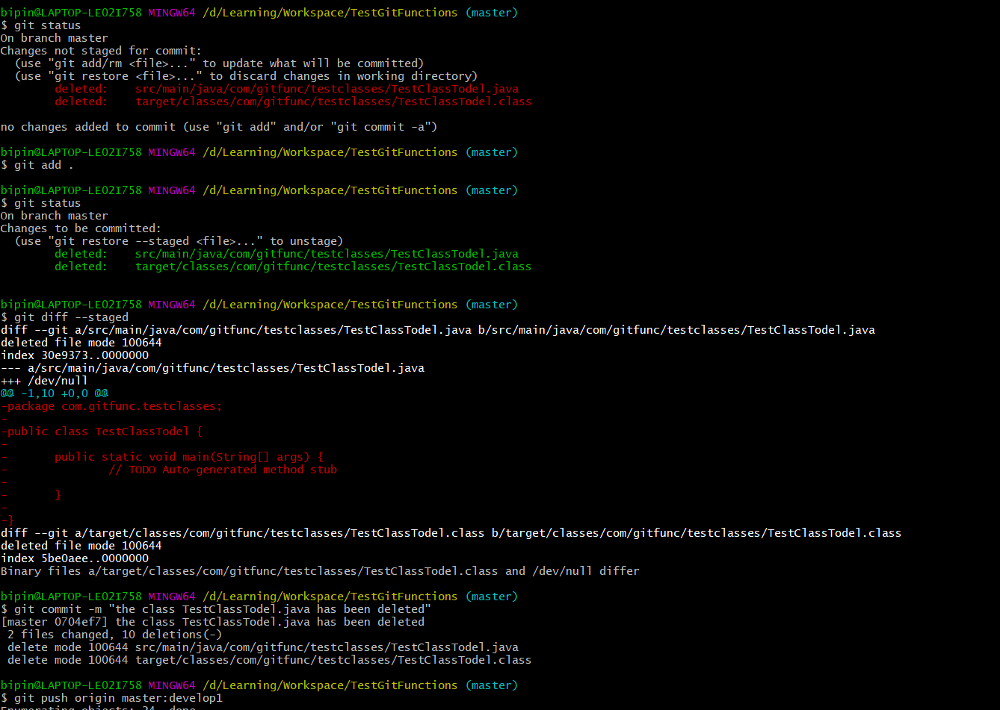 bipin@LAPTOP-LE02I758 MINGW64 /d/Learning/Workspace/TestGitFunctions (master)
$ git status
On branch master
Changes not staged for commit:
  (use "git add/rm <file>..." to update what will be committed)
  (use "git restore <file>..." to discard changes in working directory)
        deleted:    src/main/java/com/gitfunc/testclasses/TestClassTodel.java
        deleted:    target/classes/com/gitfunc/testclasses/TestClassTodel.class

no changes added to commit (use "git add" and/or "git commit -a")

bipin@LAPTOP-LE02I758 MINGW64 /d/Learning/Workspace/TestGitFunctions (master)
$ git add .

bipin@LAPTOP-LE02I758 MINGW64 /d/Learning/Workspace/TestGitFunctions (master)
$ git status
On branch master
Changes to be committed:
  (use "git restore --staged <file>..." to unstage)
        deleted:    src/main/java/com/gitfunc/testclasses/TestClassTodel.java
        deleted:    target/classes/com/gitfunc/testclasses/TestClassTodel.class

bipin@LAPTOP-LE02I758 MINGW64 /d/Learning/Workspace/TestGitFunctions (master)
$ git diff --staged
diff --git a/src/main/java/com/gitfunc/testclasses/TestClassTodel.java b/src/main/java/com/gitfunc/testclasses/TestClassTodel.java
deleted file mode 100644
index 30e9373..0000000
--- a/src/main/java/com/gitfunc/testclasses/TestClassTodel.java
+++ /dev/null
@@ -1,10 +0,0 @@
-package com.gitfunc.testclasses;
-
-public class TestClassTodel {
-
-       public static void main(String[] args) {
-               // TODO Auto-generated method stub
-
-       }
-
-}
diff --git a/target/classes/com/gitfunc/testclasses/TestClassTodel.class b/target/classes/com/gitfunc/testclasses/TestClassTodel.class
deleted file mode 100644
index 5be0aee..0000000
Binary files a/target/classes/com/gitfunc/testclasses/TestClassTodel.class and /dev/null differ

bipin@LAPTOP-LE02I758 MINGW64 /d/Learning/Workspace/TestGitFunctions (master)
$ git commit -m "the class TestClassTodel.java has been deleted"
[master 0704ef7] the class TestClassTodel.java has been deleted
 2 files changed, 10 deletions(-)
 delete mode 100644 src/main/java/com/gitfunc/testclasses/TestClassTodel.java
 delete mode 100644 target/classes/com/gitfunc/testclasses/TestClassTodel.class

bipin@LAPTOP-LE02I758 MINGW64 /d/Learning/Workspace/TestGitFunctions (master)
$ git push origin master:develop1
Enumerating objects: 24, done.